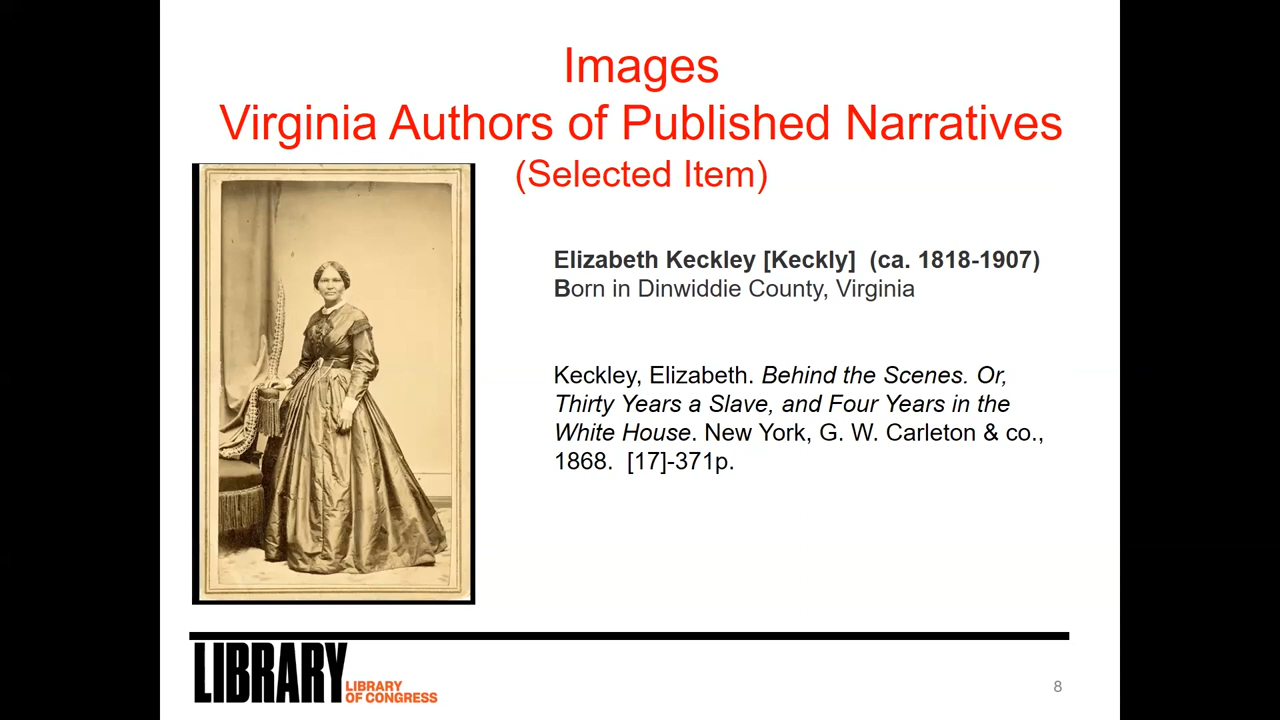 Images
Virginia Authors of Published Narratives
(Selected Item)
Elizabeth Keckley [Keckly]  (ca. 1818-1907)
Born in Dinwiddie County, Virginia
Keckley, Elizabeth. Behind the Scenes. Or,
Thirty Years a Slave, and Four Years in the
White House. New York, G. W. Carleton & co.,
1868.  [17]-371p.
LIBRARY
LIBRARY
OF CONGRESS
8